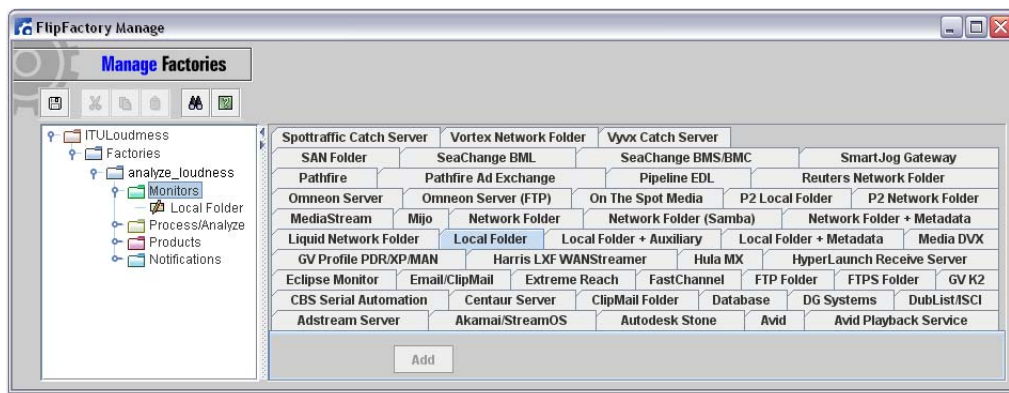 FlipFactory Manage
Manage Factories
ITULoudness
Factories
analyze_loudness
Monitors
Local Folder
Process/Analyze
Products
Notifications
Spottraffic Catch Server Vortex Network Folder Vyvx Catch Server
SAN Folder SeaChange BML SeaChange BMS/BMC SmartJog Gateway
Pathfire Pathfire Ad Exchange Pipeline EDL Reuters Network Folder
Omneon Server Omneon Server (FTP) On The Spot Media P2 Local Folder P2 Network Folder
MediaStream Mijo Network Folder Network Folder (Samba) Network Folder + Metadata
Liquid Network Folder Local Folder Local Folder + Auxiliary Local Folder + Metadata Media DVX
GV Profile PDR/XP/MAN Harris LXF WANStreamer Hula MX HyperLaunch Receive Server
Eclipse Monitor Email/ClipMail Extreme Reach FastChannel FTP Folder FTPS Folder GV K2
CBS Serial Automation Centaur Server ClipMail Folder Database DG Systems DubList/ISCI
Adstream Server Akamai/StreamOS Autodesk Stone Avid Avid Playback Service
Add